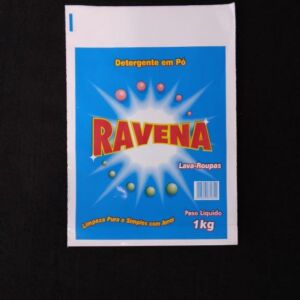 Detergente em Pó
RAVENA
Lava-Roupas
Limpeza Pura e Simples com Amor
Peso Líquido
1kg